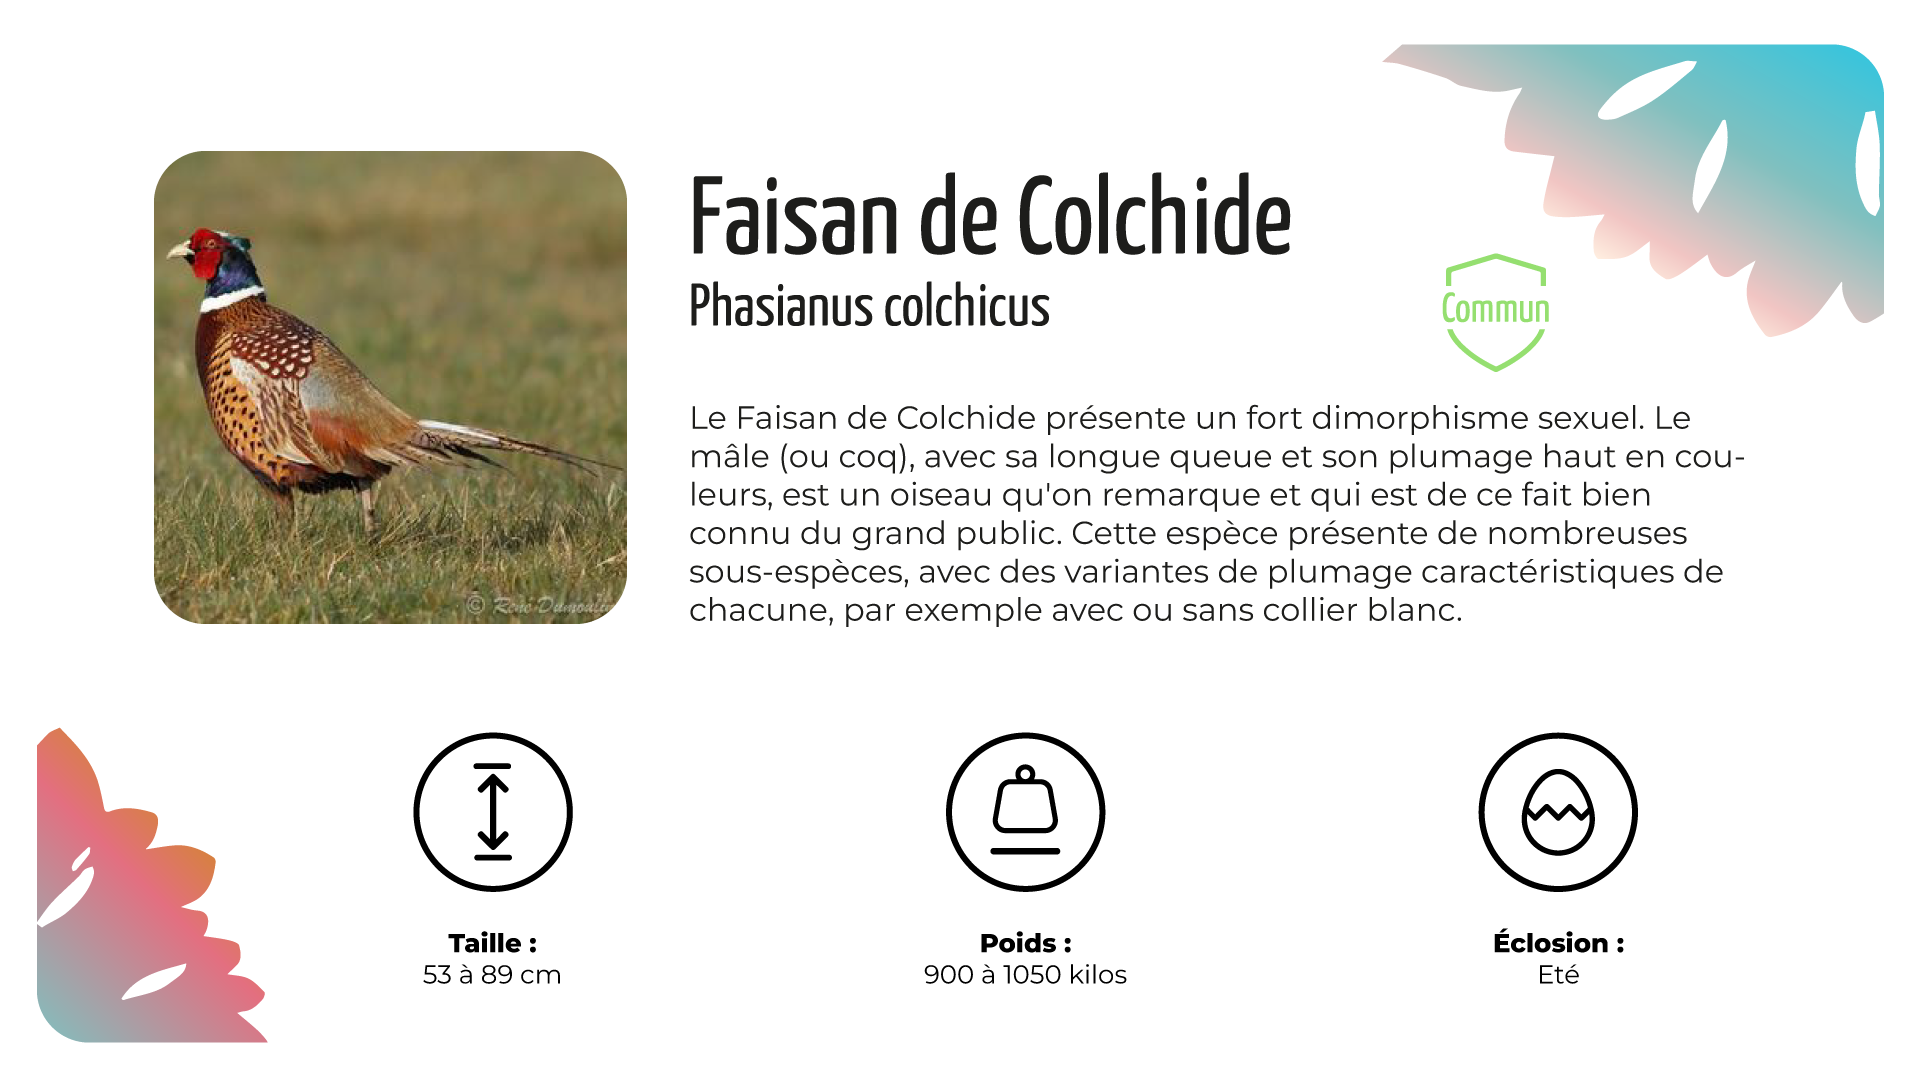 Faisan de Colchide
Phasianus colchicus
Commun
Le Faisan de Colchide présente un fort dimorphisme sexuel. Le
mâle (ou coq), avec sa longue queue et son plumage haut en cou-
leurs, est un oiseau qu'on remarque et qui est de ce fait bien
connu du grand public. Cette espèce présente de nombreuses
sous-espèces, avec des variantes de plumage caractéristiques de
chacune, par exemple avec ou sans collier blanc.
© René Dumoulin
Taille :
53 à 89 cm
Poids :
900 à 1050 kilos
Éclosion :
Eté